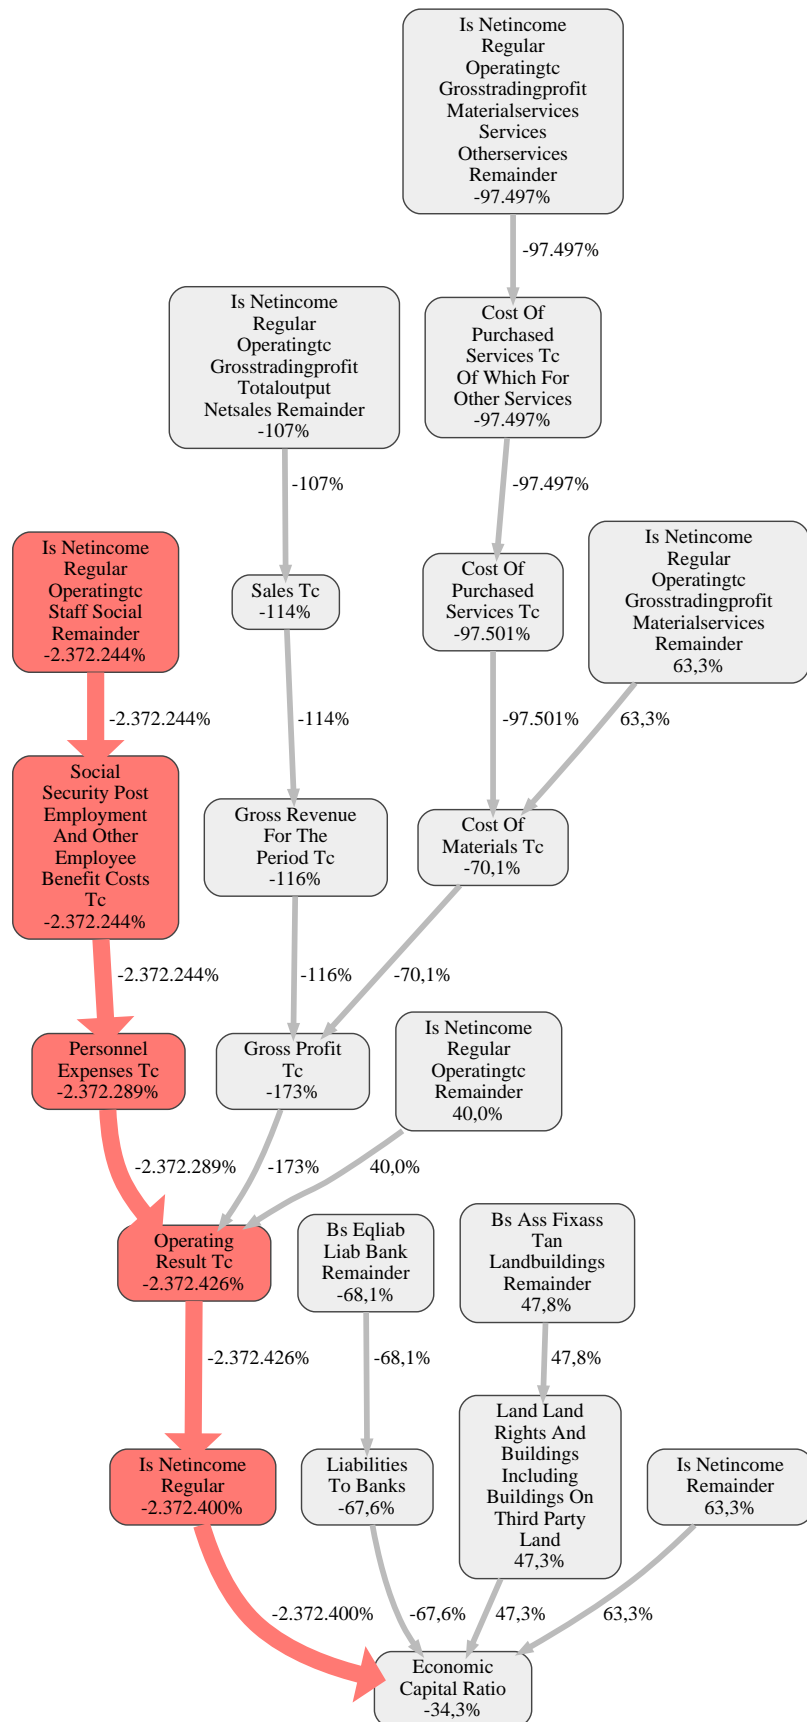 Is Netincome
Regular
Operatingtc
Grosstradingprofit
Materialservices
Services
Otherservices
Remainder
-97.497%
-97.497%
Is Netincome
Regular
Operatingtc
Grosstradingprofit
Totaloutput
Netsales Remainder
-107%
Cost Of
Purchased
Services Tc
Of Which For
Other Services
-97.497%
-107%
-97.497%
Is Netincome
Regular
Operatingtc
Staff Social
Remainder
-2.372.244%
Sales Tc
-114%
Cost Of
Purchased
Services Tc
-97.501%
Is Netincome
Regular
Operatingtc
Grosstradingprofit
Materialservices
Remainder
63,3%
-2.372.244%
-114%
-97.501%
63,3%
Social
Security Post
Employment
And Other
Employee
Benefit Costs
Tc
-2.372.244%
Gross Revenue
For The
Period Tc
-116%
Cost Of
Materials Tc
-70,1%
-2.372.244%
-116%
-70,1%
Personnel
Expenses Tc
-2.372.289%
Gross Profit
Tc
-173%
Is Netincome
Regular
Operatingtc
Remainder
40,0%
-2.372.289%
-173%
40,0%
Operating
Result Tc
-2.372.426%
Bs Eqliab
Liab Bank
Remainder
-68,1%
Bs Ass Fixass
Tan
Landbuildings
Remainder
47,8%
-2.372.426%
-68,1%
47,8%
Is Netincome
Regular
-2.372.400%
Liabilities
To Banks
-67,6%
Land Land
Rights And
Buildings
Including
Buildings On
Third Party
Land
47,3%
Is Netincome
Remainder
63,3%
-2.372.400%
-67,6%
47,3%
63,3%
Economic
Capital Ratio
-34,3%